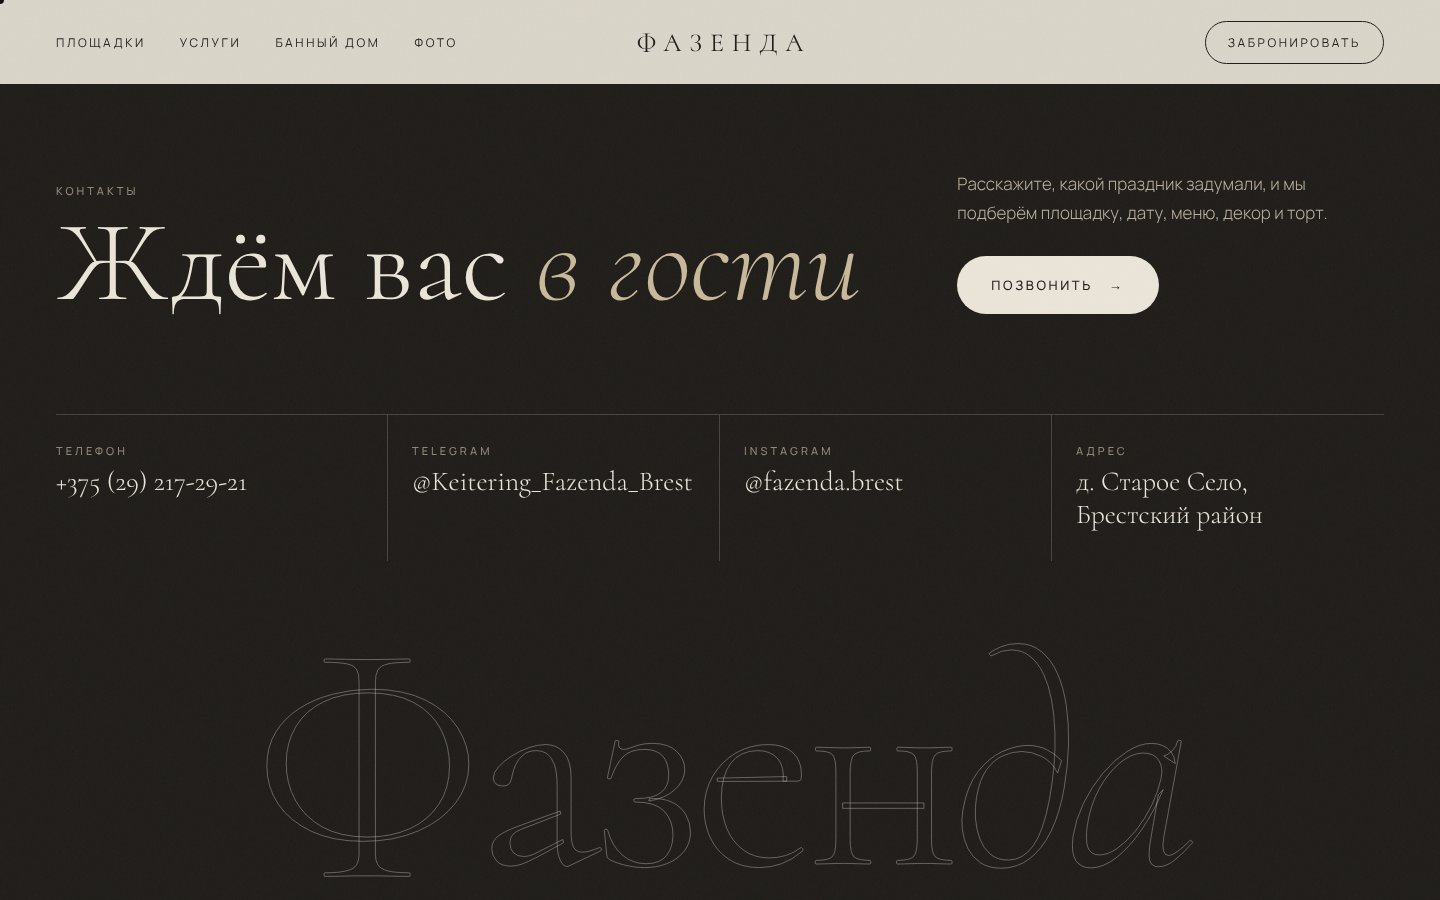 ПЛОЩАДКИ УСЛУГИ БАННЫЙ ДОМ ФОТО
ФАЗЕНДА
ЗАБРОНИРОВАТЬ
КОНТАКТЫ
Ждём вас в гости
Расскажите, какой праздник задумали, и мы
подберём площадку, дату, меню, декор и торт.
ПОЗВОНИТЬ →
ТЕЛЕФОН
+375 (29) 217-29-21
TELEGRAM
@Keitering_Fazenda_Brest
INSTAGRAM
@fazenda.brest
АДРЕС
д. Старое Село,
Брестский район
Фазенда